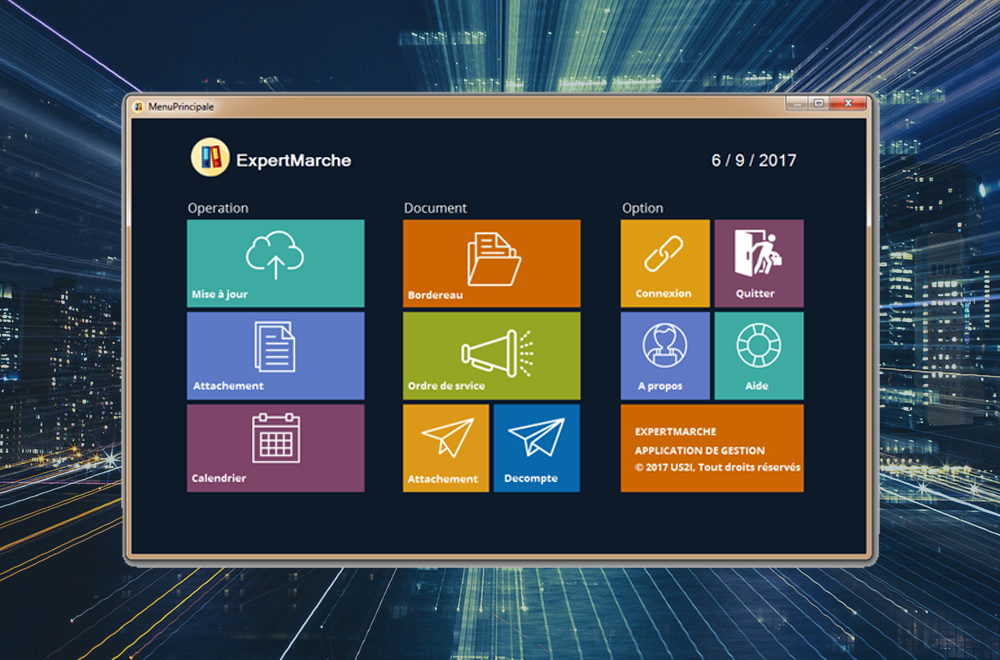 MenuPrincipale
ExpertMarche
6 / 9 / 2017
Operation
Document
Option
Mise à jour
Bordereau
Connexion
Quitter
Attachement
Ordre de srvice
A propos
Aide
Calendrier
Attachement
Decompte
EXPERTMARCHE
APPLICATION DE GESTION
© 2017 US2I, Tout droits réservés